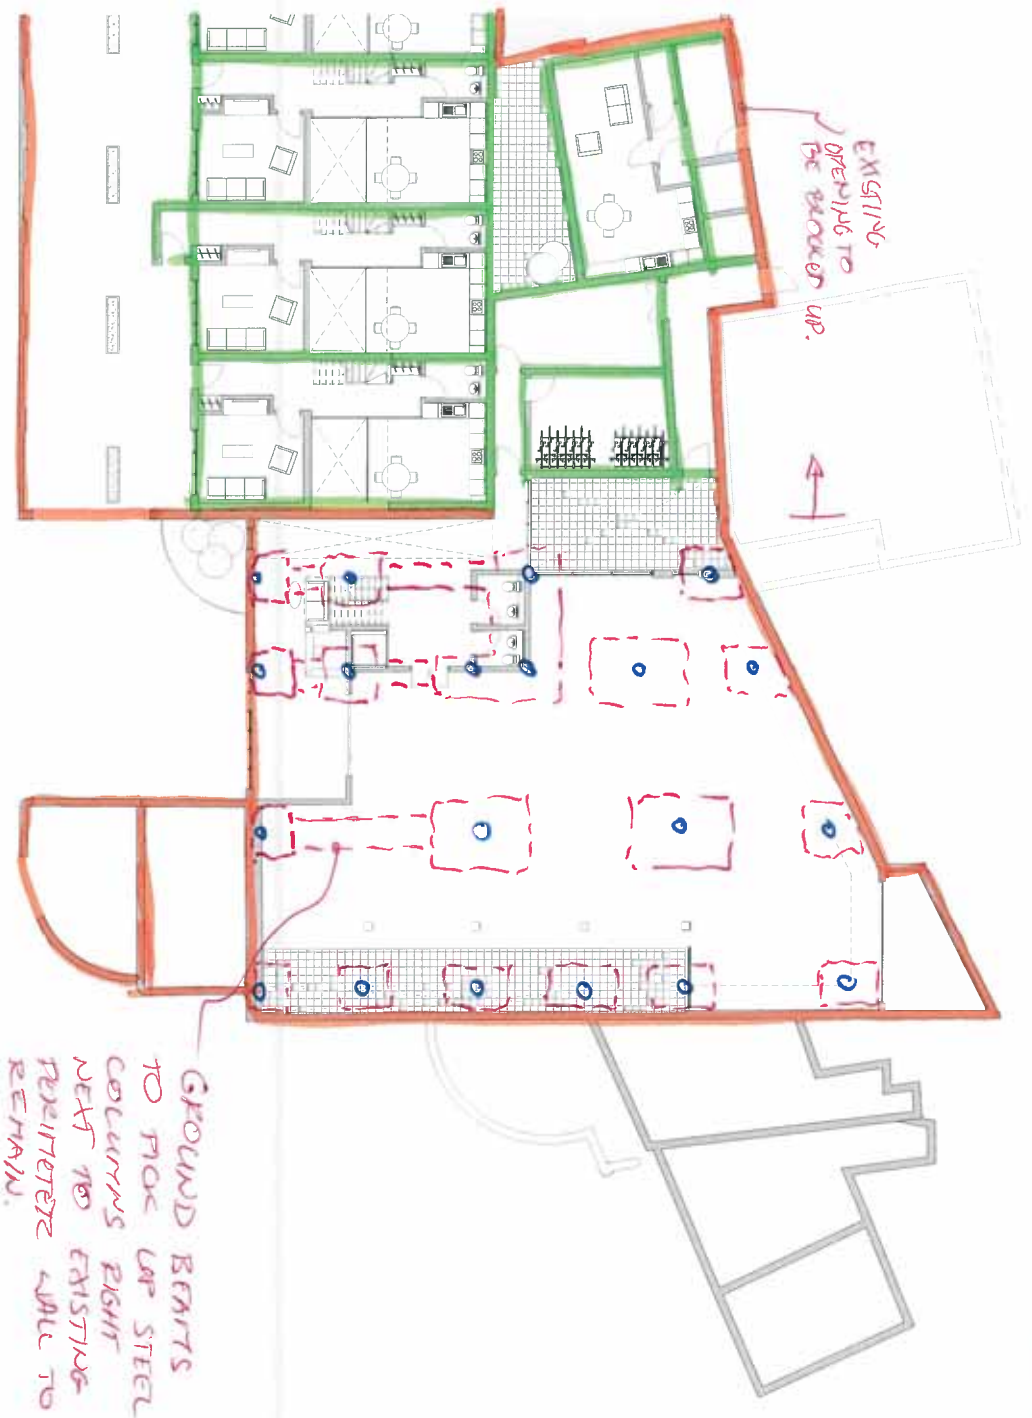 EXISTING
OPENING TO
BE BLOCKED UP.
GROUND BEAMS
TO PICK UP STEEL
COLUMNS RIGHT
NEXT TO EXISTING
PERIMETER WALL TO
REMAIN.